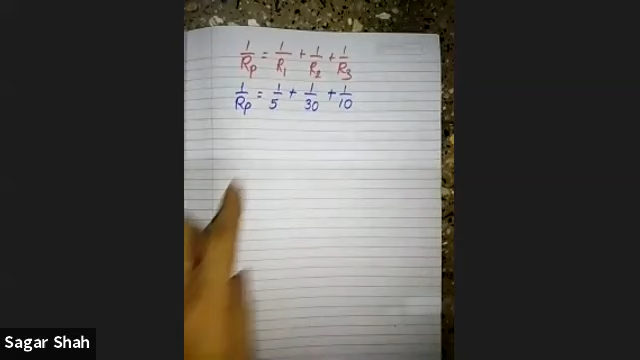 1/Rp = 1/R1 + 1/R2 + 1/R3
1/Rp = 1/5 + 1/30 + 1/10
Sagar Shah